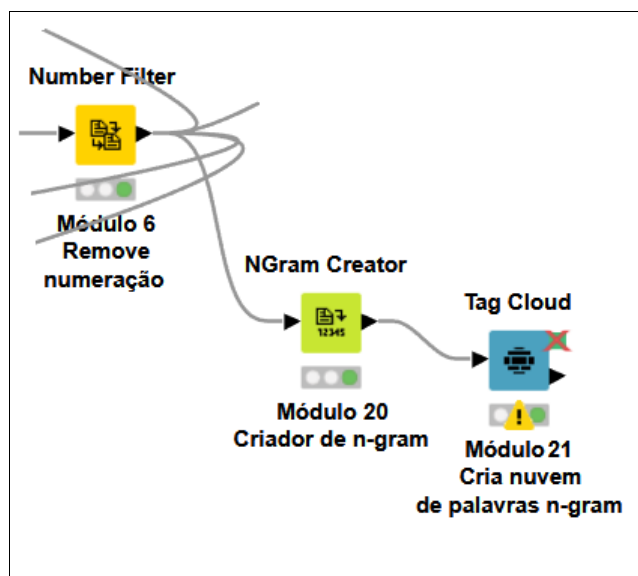 Number Filter
Módulo 6
Remove
numeração
NGram Creator
12345
Módulo 20
Criador de n-gram
Tag Cloud
Módulo 21
Cria nuvem
de palavras n-gram